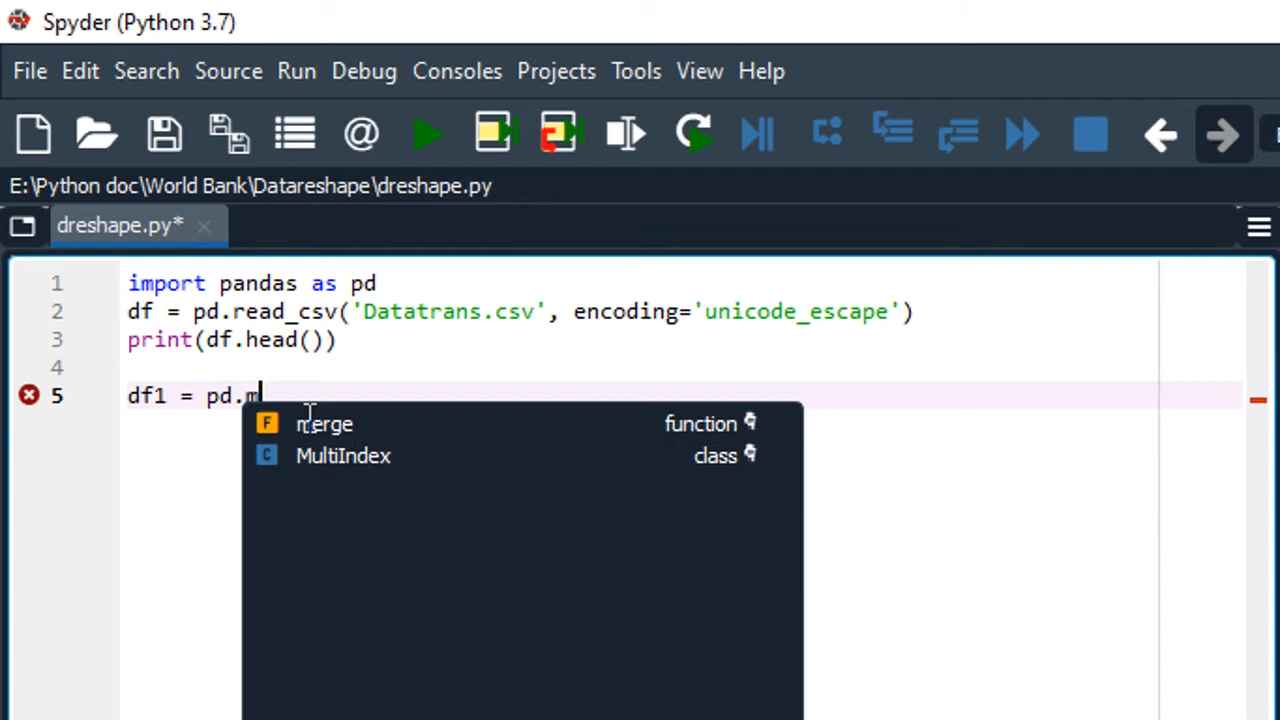 Spyder (Python 3.7)
File Edit Search Source Run Debug Consoles Projects Tools View Help
E:\Python doc\World Bank\Datareshape\dreshape.py
dreshape.py*
1 import pandas as pd
2 df = pd.read_csv('Datatrans.csv', encoding='unicode_escape')
3 print(df.head())
4
5 df1 = pd.m
F merge function
C MultiIndex class